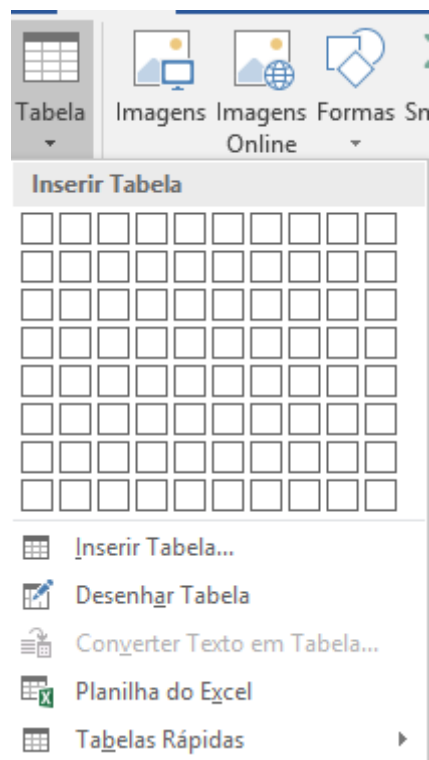 Tabela
Imagens
Imagens Online
Formas
Sn
Inserir Tabela
Inserir Tabela...
Desenhar Tabela
Converter Texto em Tabela...
Planilha do Excel
Tabelas Rápidas